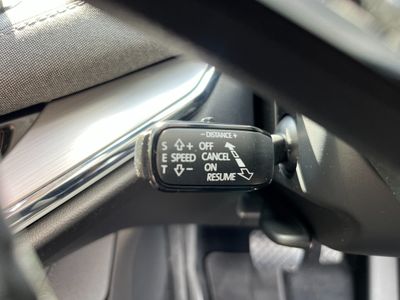 -DISTANCE+
S + OFF
E SPEED CANCEL
T - ON
RESUME